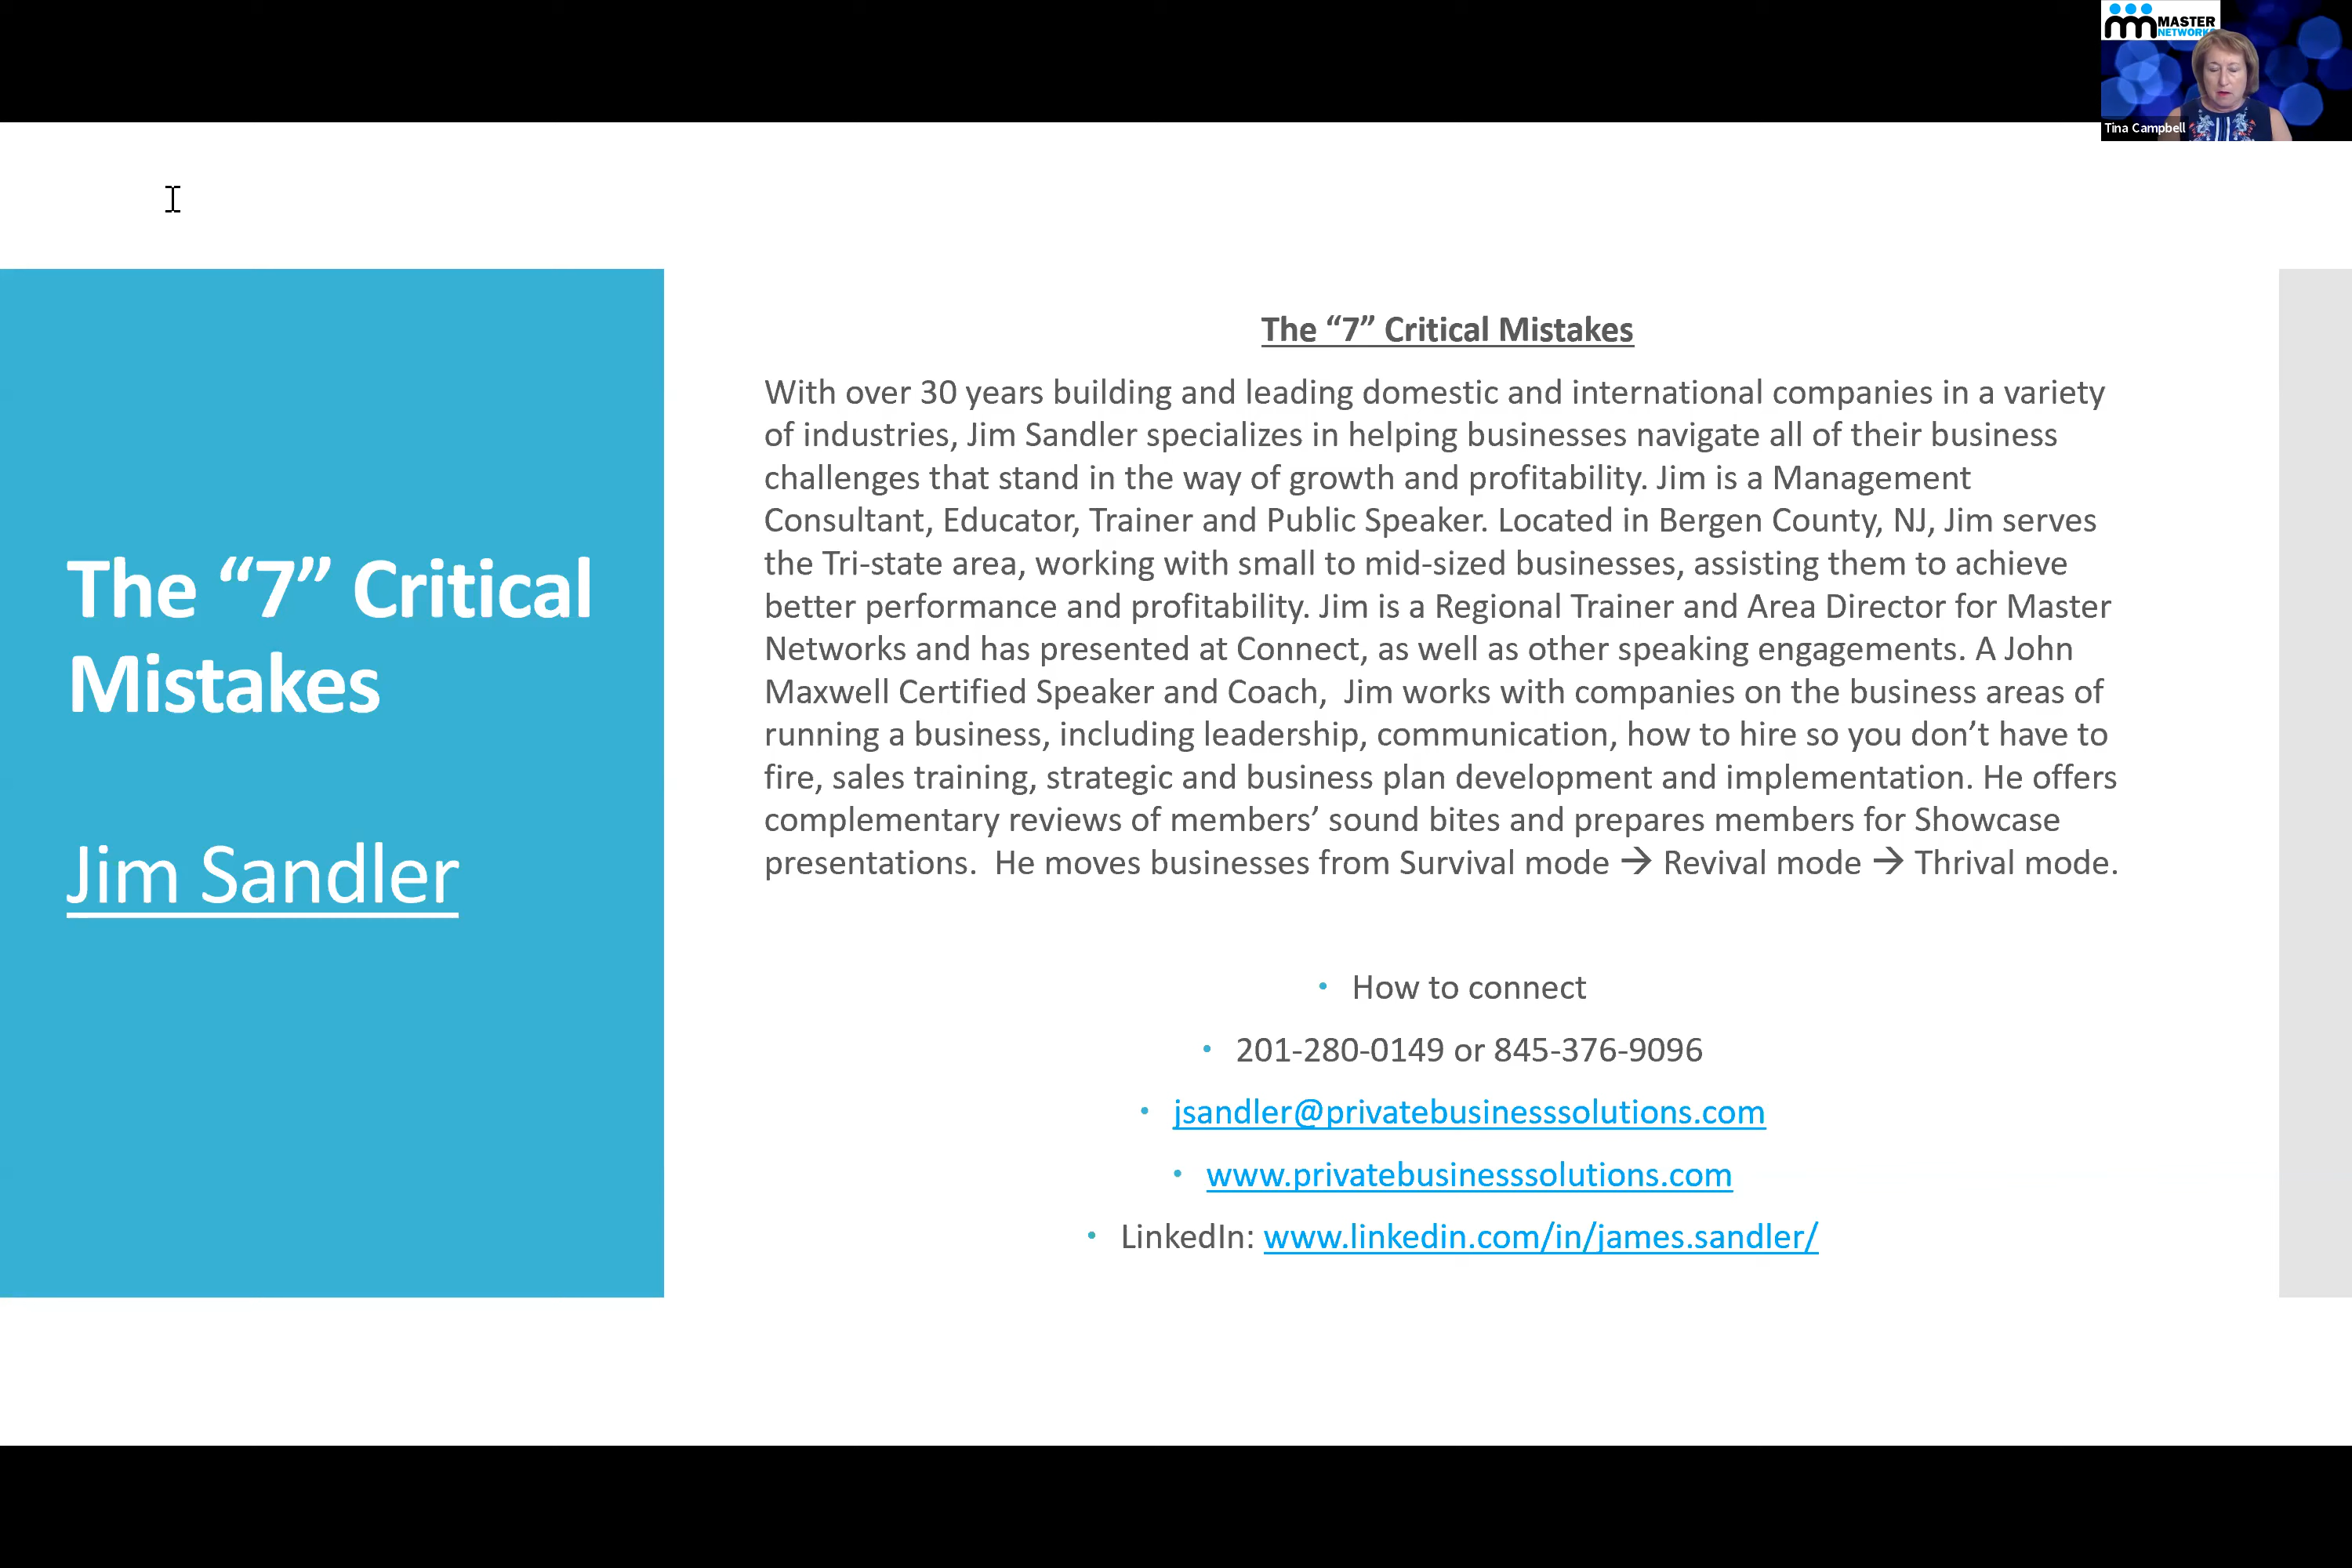 MASTER
NETWORKS
Tina Campbell
The “7” Critical
Mistakes
Jim Sandler
The “7” Critical Mistakes
With over 30 years building and leading domestic and international companies in a variety
of industries, Jim Sandler specializes in helping businesses navigate all of their business
challenges that stand in the way of growth and profitability. Jim is a Management
Consultant, Educator, Trainer and Public Speaker. Located in Bergen County, NJ, Jim serves
the Tri-state area, working with small to mid-sized businesses, assisting them to achieve
better performance and profitability. Jim is a Regional Trainer and Area Director for Master
Networks and has presented at Connect, as well as other speaking engagements. A John
Maxwell Certified Speaker and Coach,  Jim works with companies on the business areas of
running a business, including leadership, communication, how to hire so you don’t have to
fire, sales training, strategic and business plan development and implementation. He offers
complementary reviews of members’ sound bites and prepares members for Showcase
presentations.  He moves businesses from Survival mode → Revival mode → Thrival mode.
• How to connect
• 201-280-0149 or 845-376-9096
• jsandler@privatebusinesssolutions.com
• www.privatebusinesssolutions.com
• LinkedIn: www.linkedin.com/in/james.sandler/